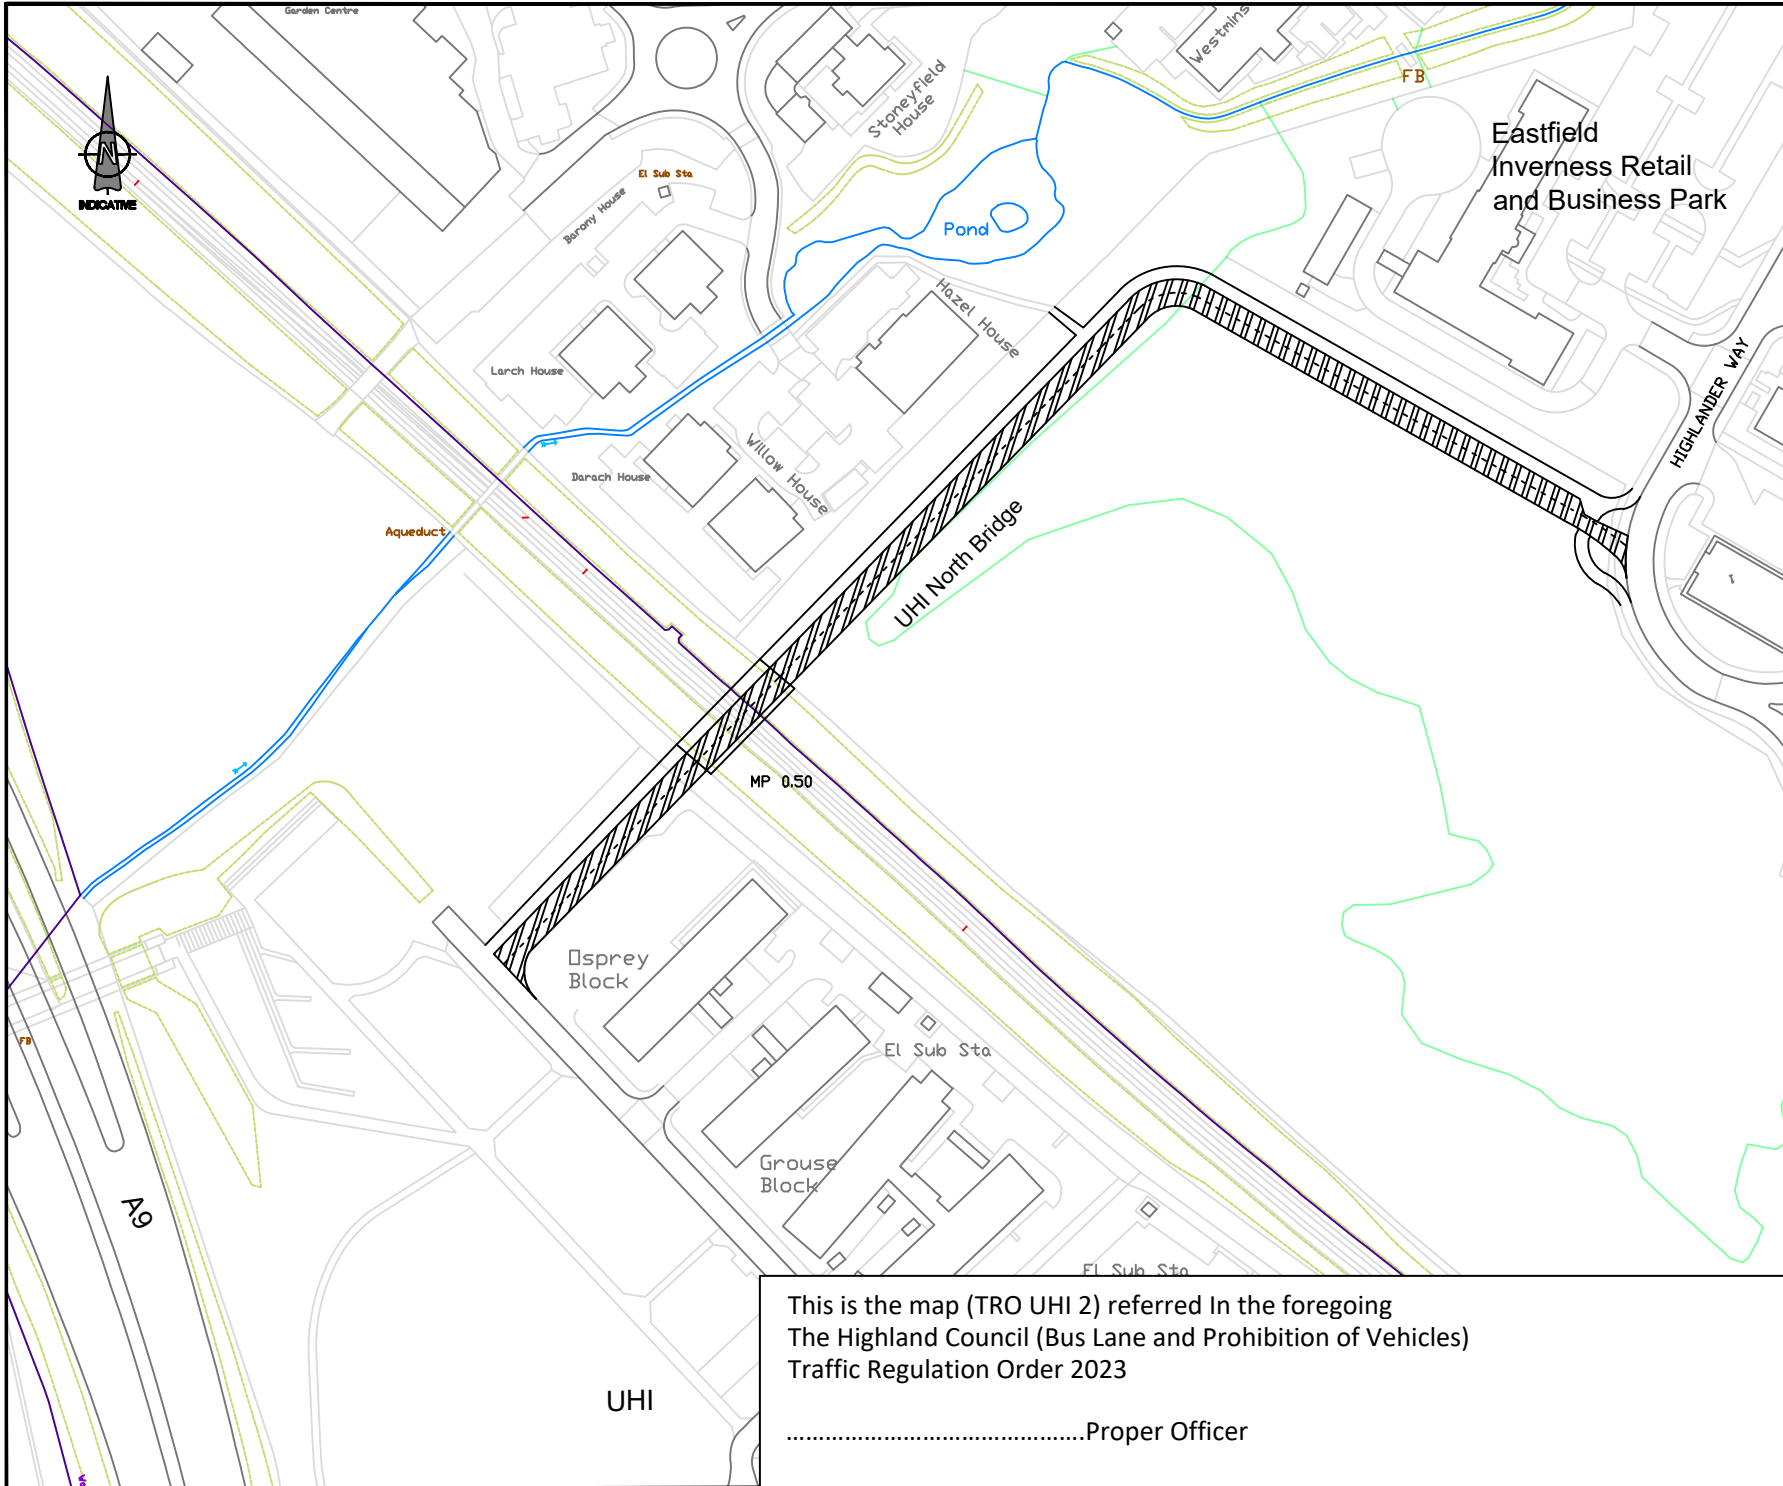 Garden Centre
Westmins
FB
Stoneyfield
House
Eastfield
Inverness Retail
and Business Park
N
INDICATIVE
El Sub Sta
Barony House
Pond
Hazel House
HIGHLANDER WAY
Larch House
Willow House
Darach House
Aqueduct
UHI North Bridge
1
MP 0.50
Osprey
Block
FB
El Sub Sta
Grouse
Block
A9
El Sub Sta
This is the map (TRO UHI 2) referred In the foregoing
The Highland Council (Bus Lane and Prohibition of Vehicles)
Traffic Regulation Order 2023
UHI
..............................................Proper Officer